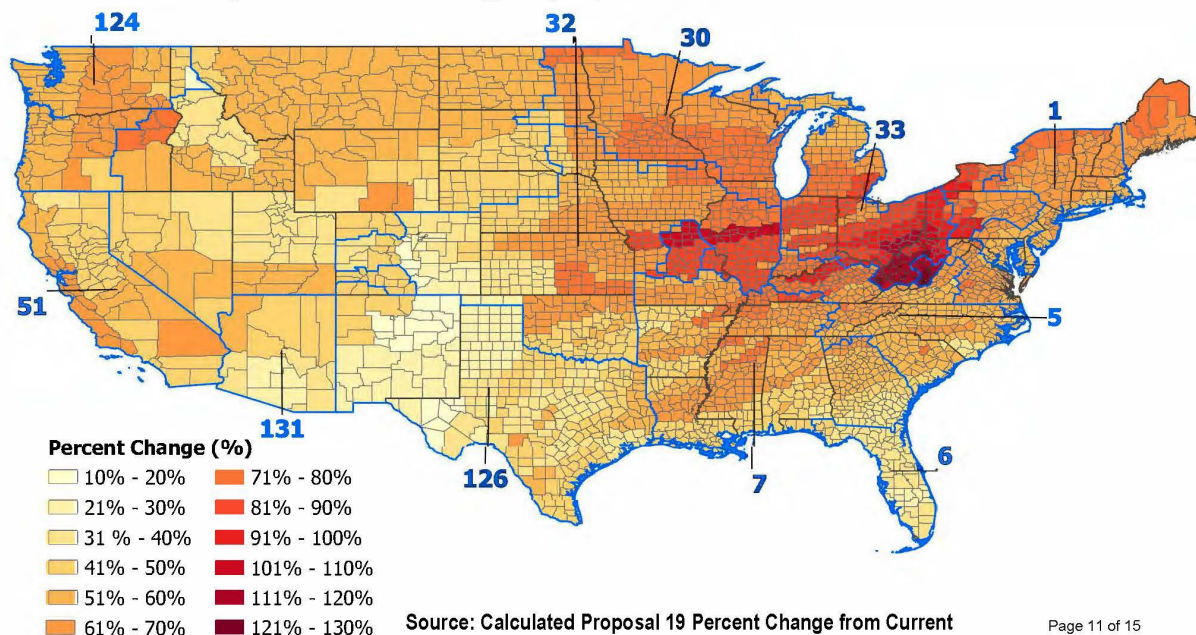 124
32
30
1
33
51
5
131
126
7
6
Percent Change (%)
10% - 20%
21% - 30%
31 % - 40%
41% - 50%
51% - 60%
61% - 70%
71% - 80%
81% - 90%
91% - 100%
101% - 110%
111% - 120%
121% - 130%
Source: Calculated Proposal 19 Percent Change from Current
Page 11 of 15